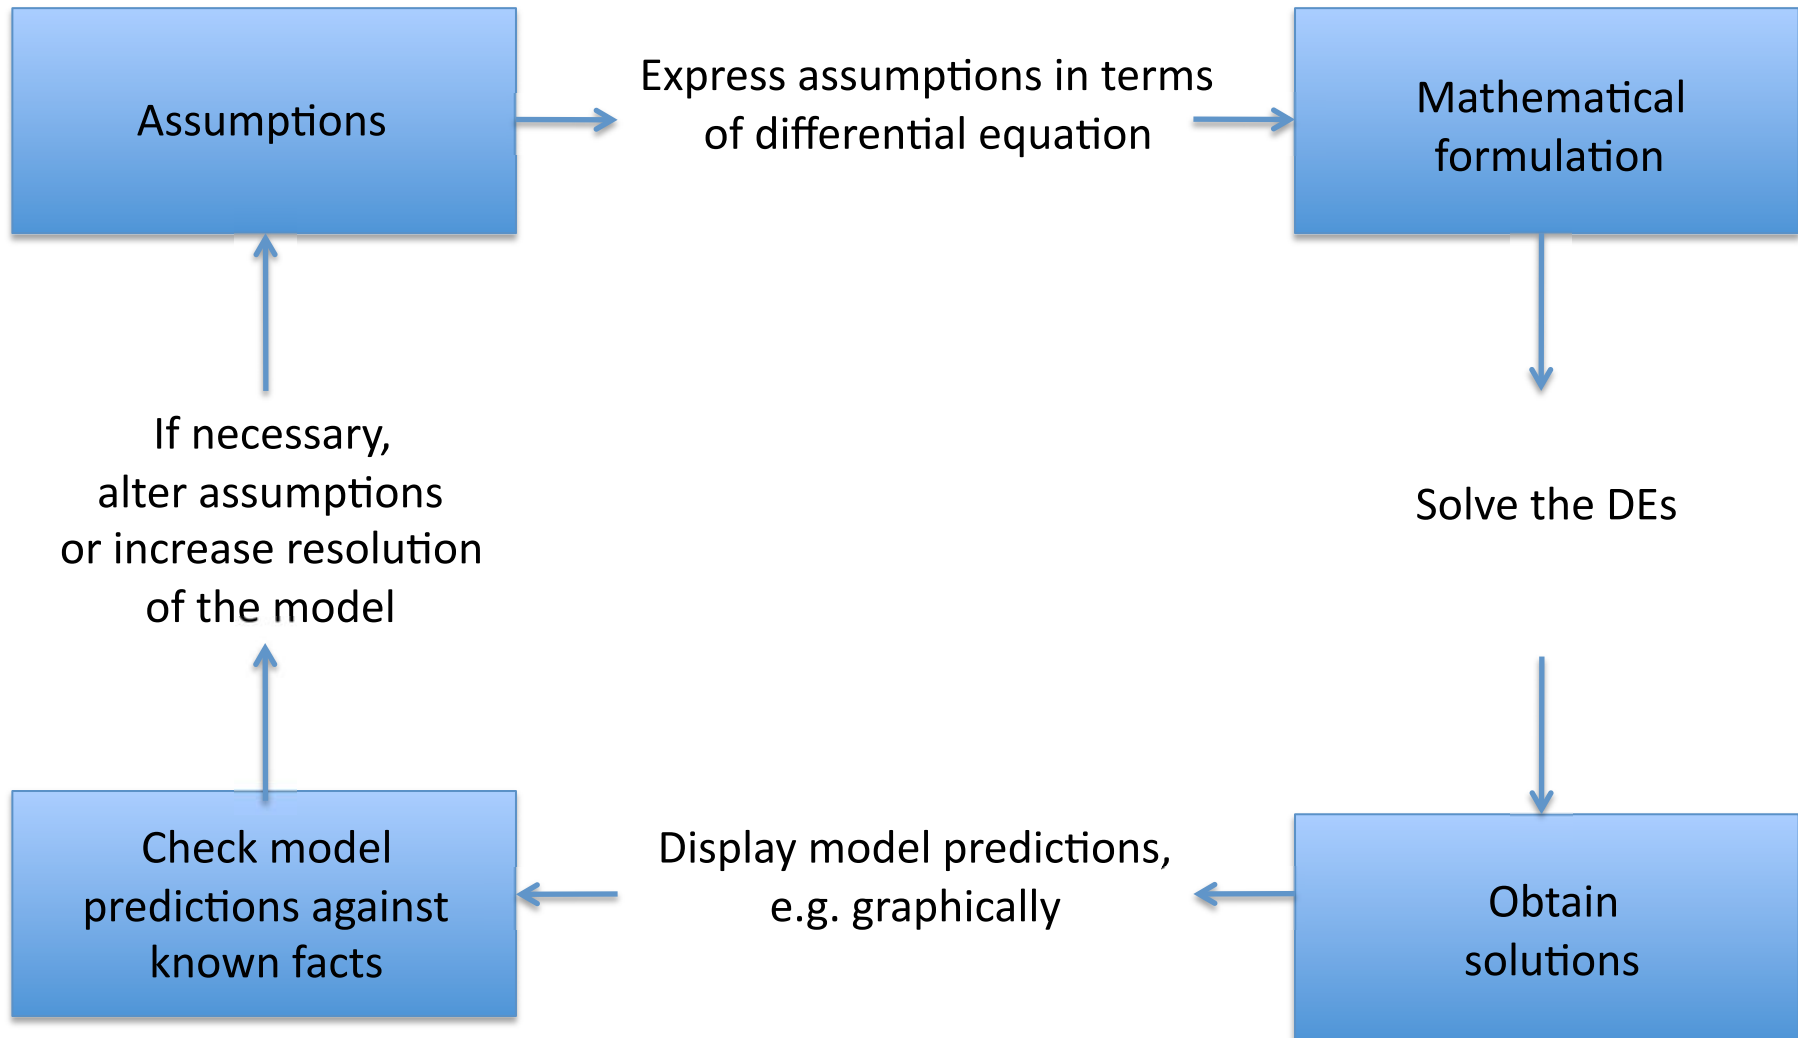 Assumptions
Express assumptions in terms
of differential equation
Mathematical
formulation
If necessary,
alter assumptions
or increase resolution
of the model
Solve the DEs
Check model
predictions against
known facts
Display model predictions,
e.g. graphically
Obtain
solutions